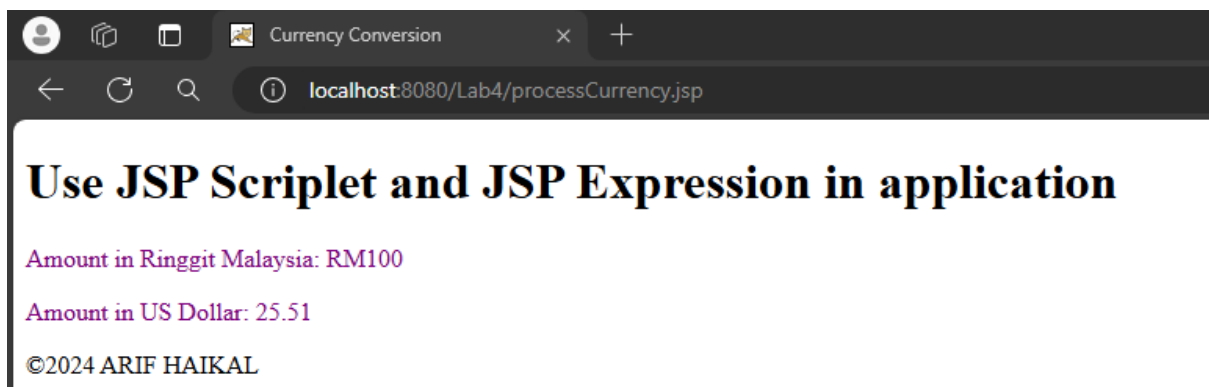 Currency Conversion
localhost:8080/Lab4/processCurrency.jsp
Use JSP Scriplet and JSP Expression in application
Amount in Ringgit Malaysia: RM100
Amount in US Dollar: 25.51
©2024 ARIF HAIKAL